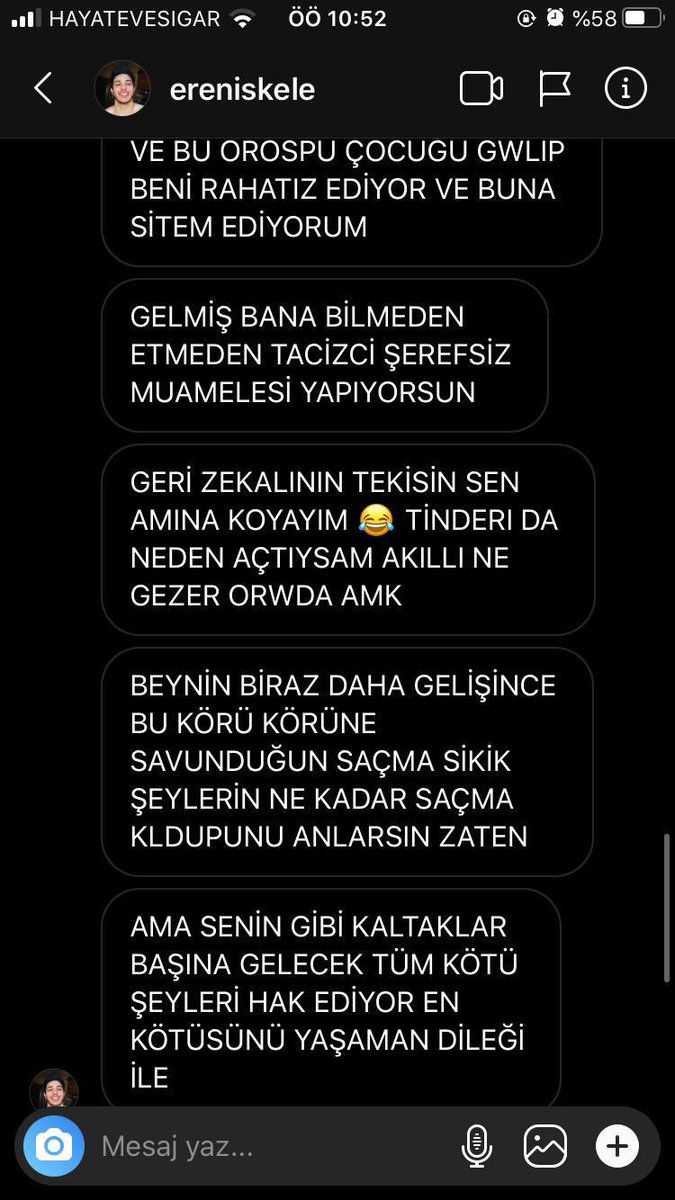 HAYATEVESIGAR
ÖÖ 10:52
%58
ereniskele
VE BU OROSPU ÇOCUĞU GWLİP
BENİ RAHATIZ EDİYOR VE BUNA
SİTEM EDİYORUM
GELMİŞ BANA BİLMEDEN
ETMEDEN TACİZCİ ŞEREFSİZ
MUAMELESİ YAPIYORSUN
GERİ ZEKALININ TEKİSİN SEN
AMINA KOYAYIM 😂 TİNDERI DA
NEDEN AÇTIYSAM AKILLI NE
GEZER ORWDA AMK
BEYNİN BİRAZ DAHA GELİŞİNCE
BU KÖRÜ KÖRÜNE
SAVUNDUĞUN SAÇMA SİKİK
ŞEYLERİN NE KADAR SAÇMA
KLDUPUNU ANLARSIN ZATEN
AMA SENİN GİBİ KALTAKLAR
BAŞINA GELECEK TÜM KÖTÜ
ŞEYLERİ HAK EDİYOR EN
KÖTÜSÜNÜ YAŞAMAN DİLEĞİ
İLE
Mesaj yaz...